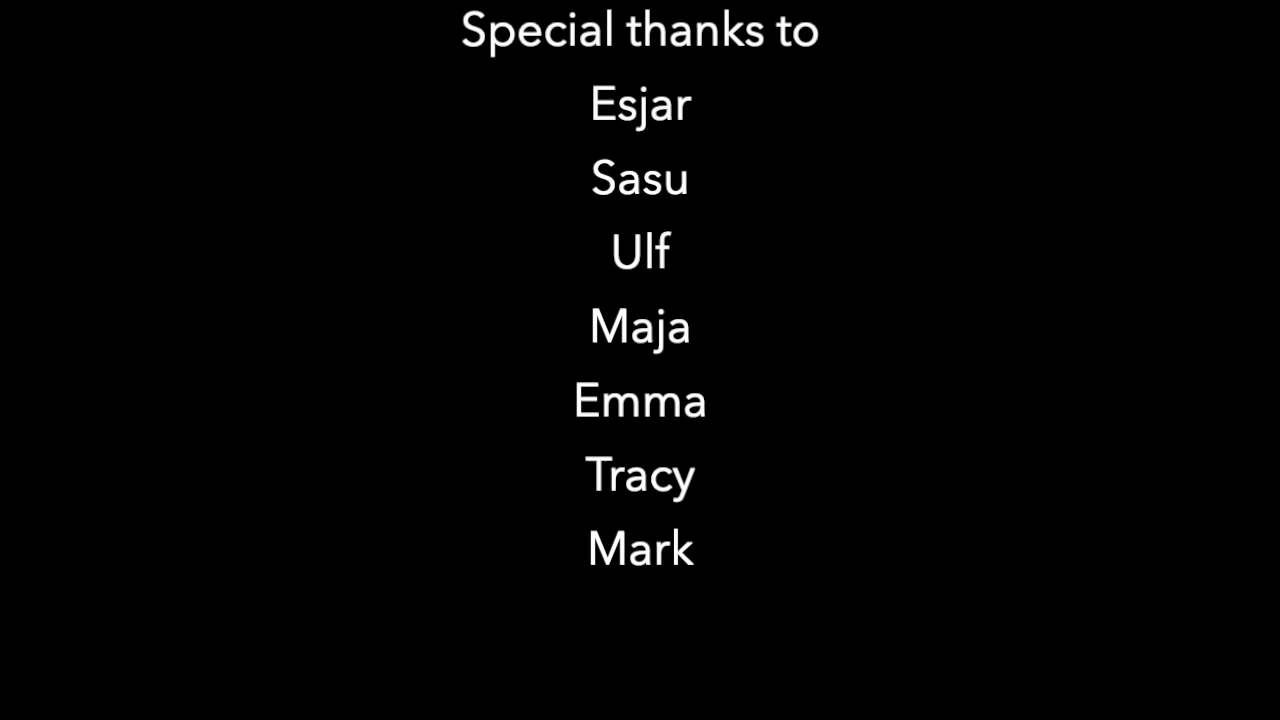 Special thanks to
Esjar
Sasu
Ulf
Maja
Emma
Tracy
Mark